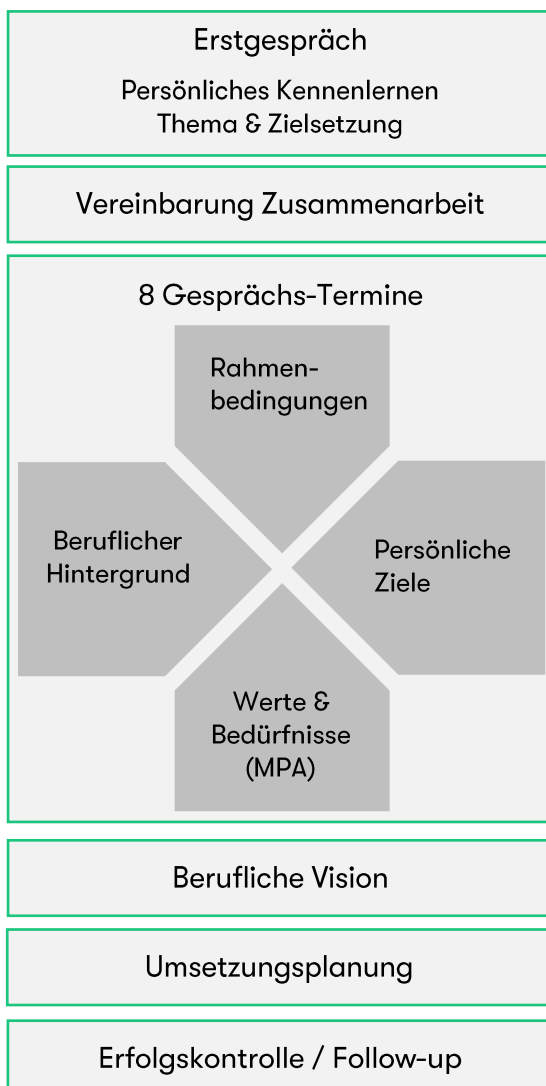 Erstgespräch
Persönliches Kennenlernen
Thema & Zielsetzung
Vereinbarung Zusammenarbeit
8 Gesprächs-Termine
Rahmen-
bedingungen
Beruflicher
Hintergrund
Persönliche
Ziele
Werte &
Bedürfnisse
(MPA)
Berufliche Vision
Umsetzungsplanung
Erfolgskontrolle / Follow-up